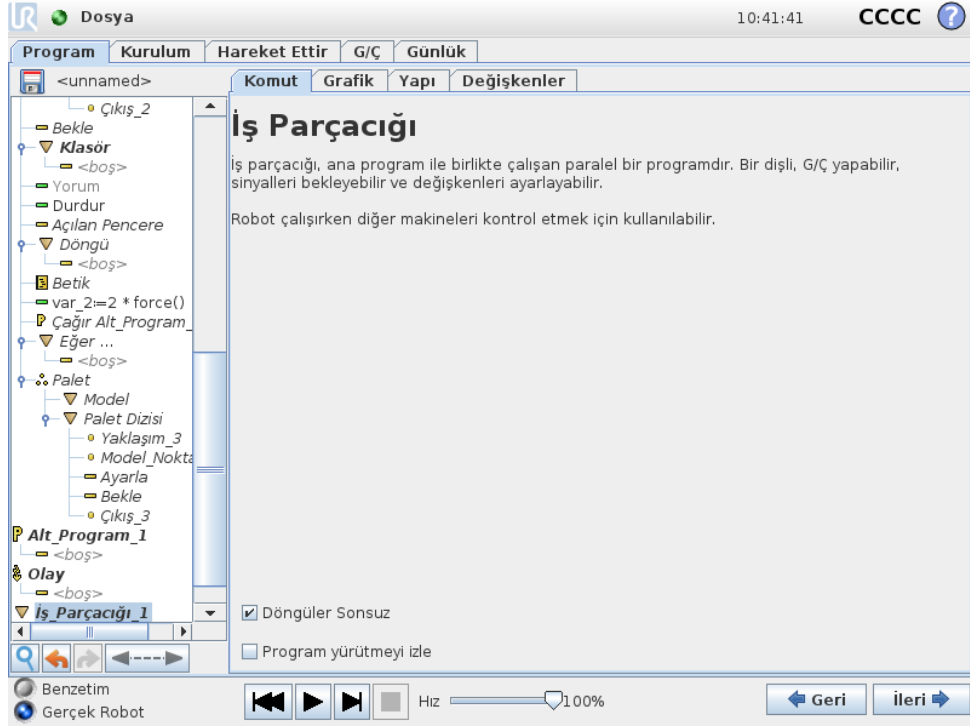 Dosya
10:41:41
CCCC
?
Program
Kurulum
Hareket Ettir
G/Ç
Günlük
<unnamed>
Komut
Grafik
Yapı
Değişkenler
Çıkış_2
Bekle
Klasör
<boş>
Yorum
Durdur
Açılan Pencere
Döngü
<boş>
Betik
var_2≔2 * force()
Çağır Alt_Program_
Eğer ...
<boş>
Palet
Model
Palet Dizisi
Yaklaşım_3
Model_Nokta
Ayarla
Bekle
Çıkış_3
P Alt_Program_1
<boş>
Olay
<boş>
İş_Parçacığı_1
İş Parçacığı
İş parçacığı, ana program ile birlikte çalışan paralel bir programdır. Bir dişli, G/Ç yapabilir,
sinyalleri bekleyebilir ve değişkenleri ayarlayabilir.
Robot çalışırken diğer makineleri kontrol etmek için kullanılabilir.
Döngüler Sonsuz
Program yürütmeyi izle
Benzetim
Gerçek Robot
Hız
100%
Geri
İleri